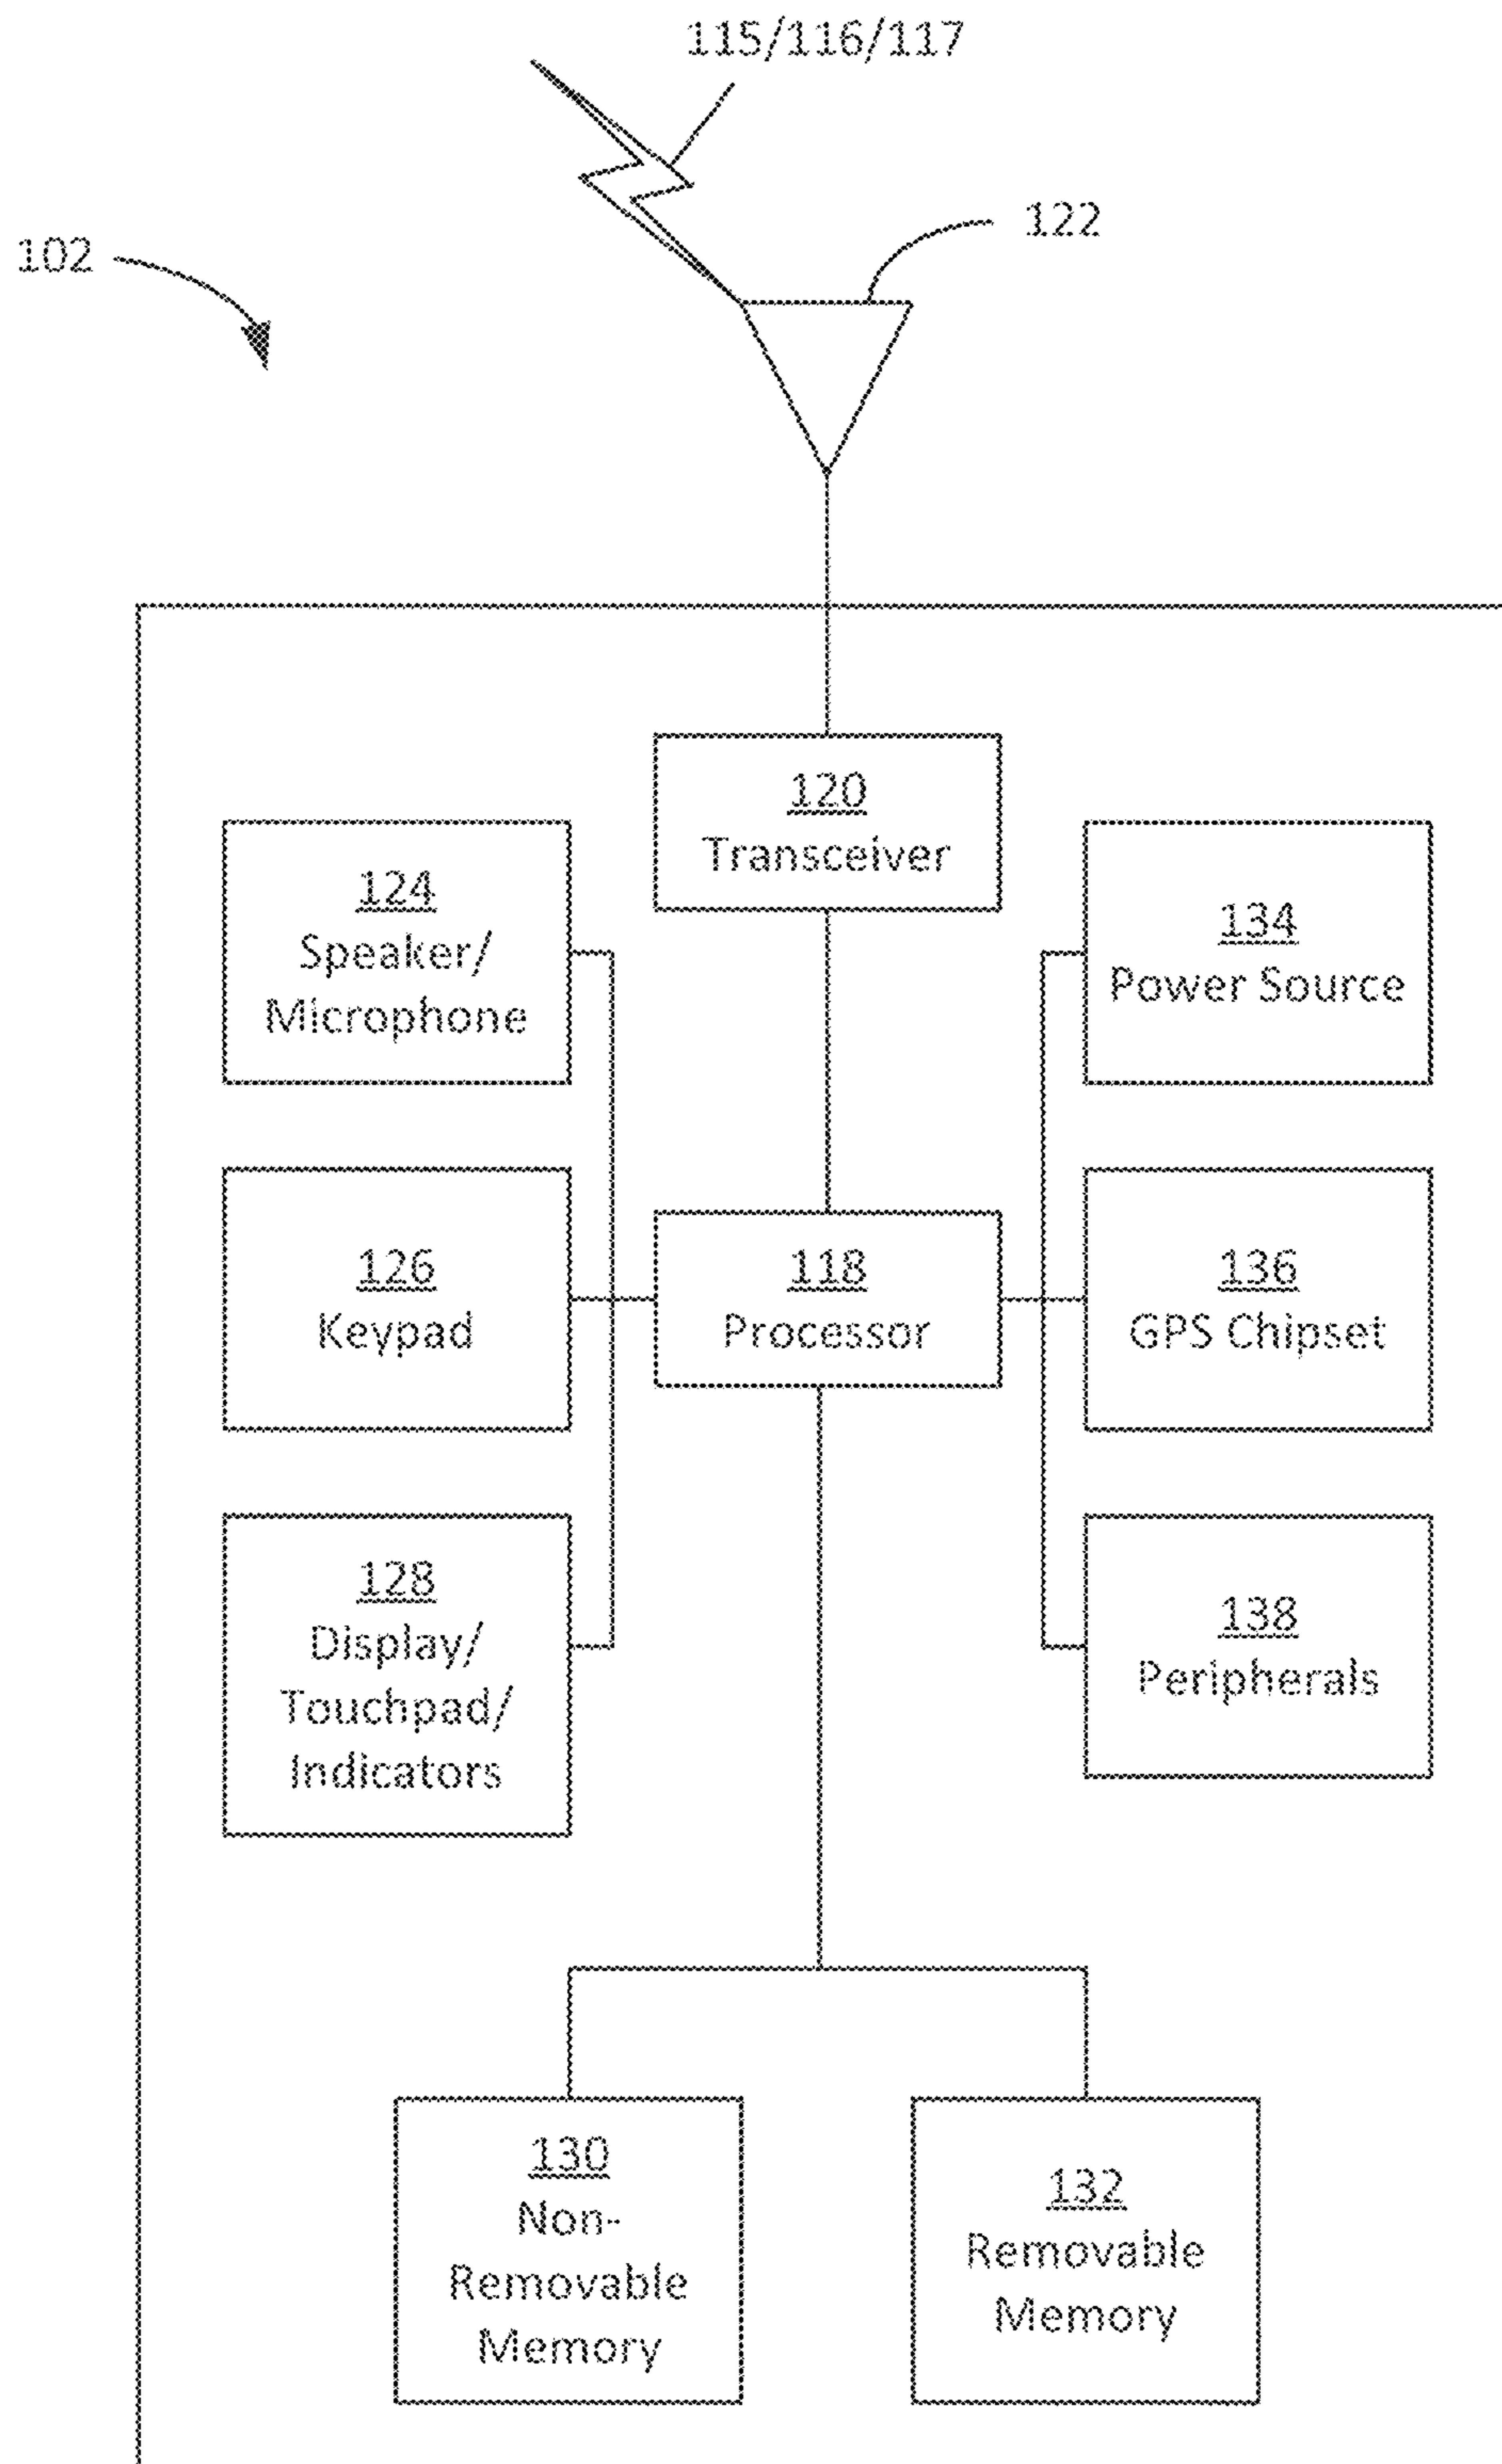 115/116/117
122
102
120
Transceiver
124
Speaker/
Microphone
134
Power Source
126
Keypad
118
Processor
136
GPS Chipset
128
Display/
Touchpad/
Indicators
138
Peripherals
130
Non-
Removable
Memory
132
Removable
Memory